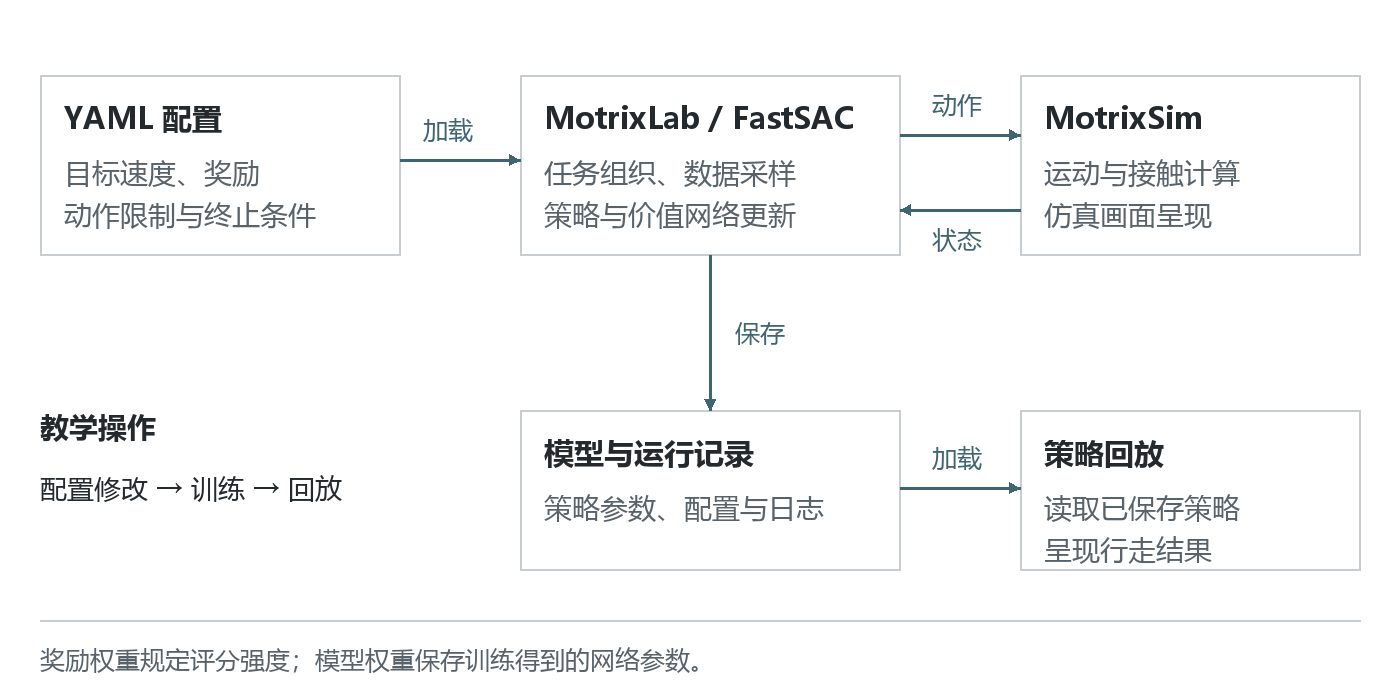 YAML 配置
目标速度、奖励
动作限制与终止条件
加载
MotrixLab / FastSAC
任务组织、数据采样
策略与价值网络更新
动作
状态
MotrixSim
运动与接触计算
仿真画面呈现
保存
教学操作
配置修改 → 训练 → 回放
模型与运行记录
策略参数、配置与日志
加载
策略回放
读取已保存策略
呈现行走结果
奖励权重规定评分强度；模型权重保存训练得到的网络参数。